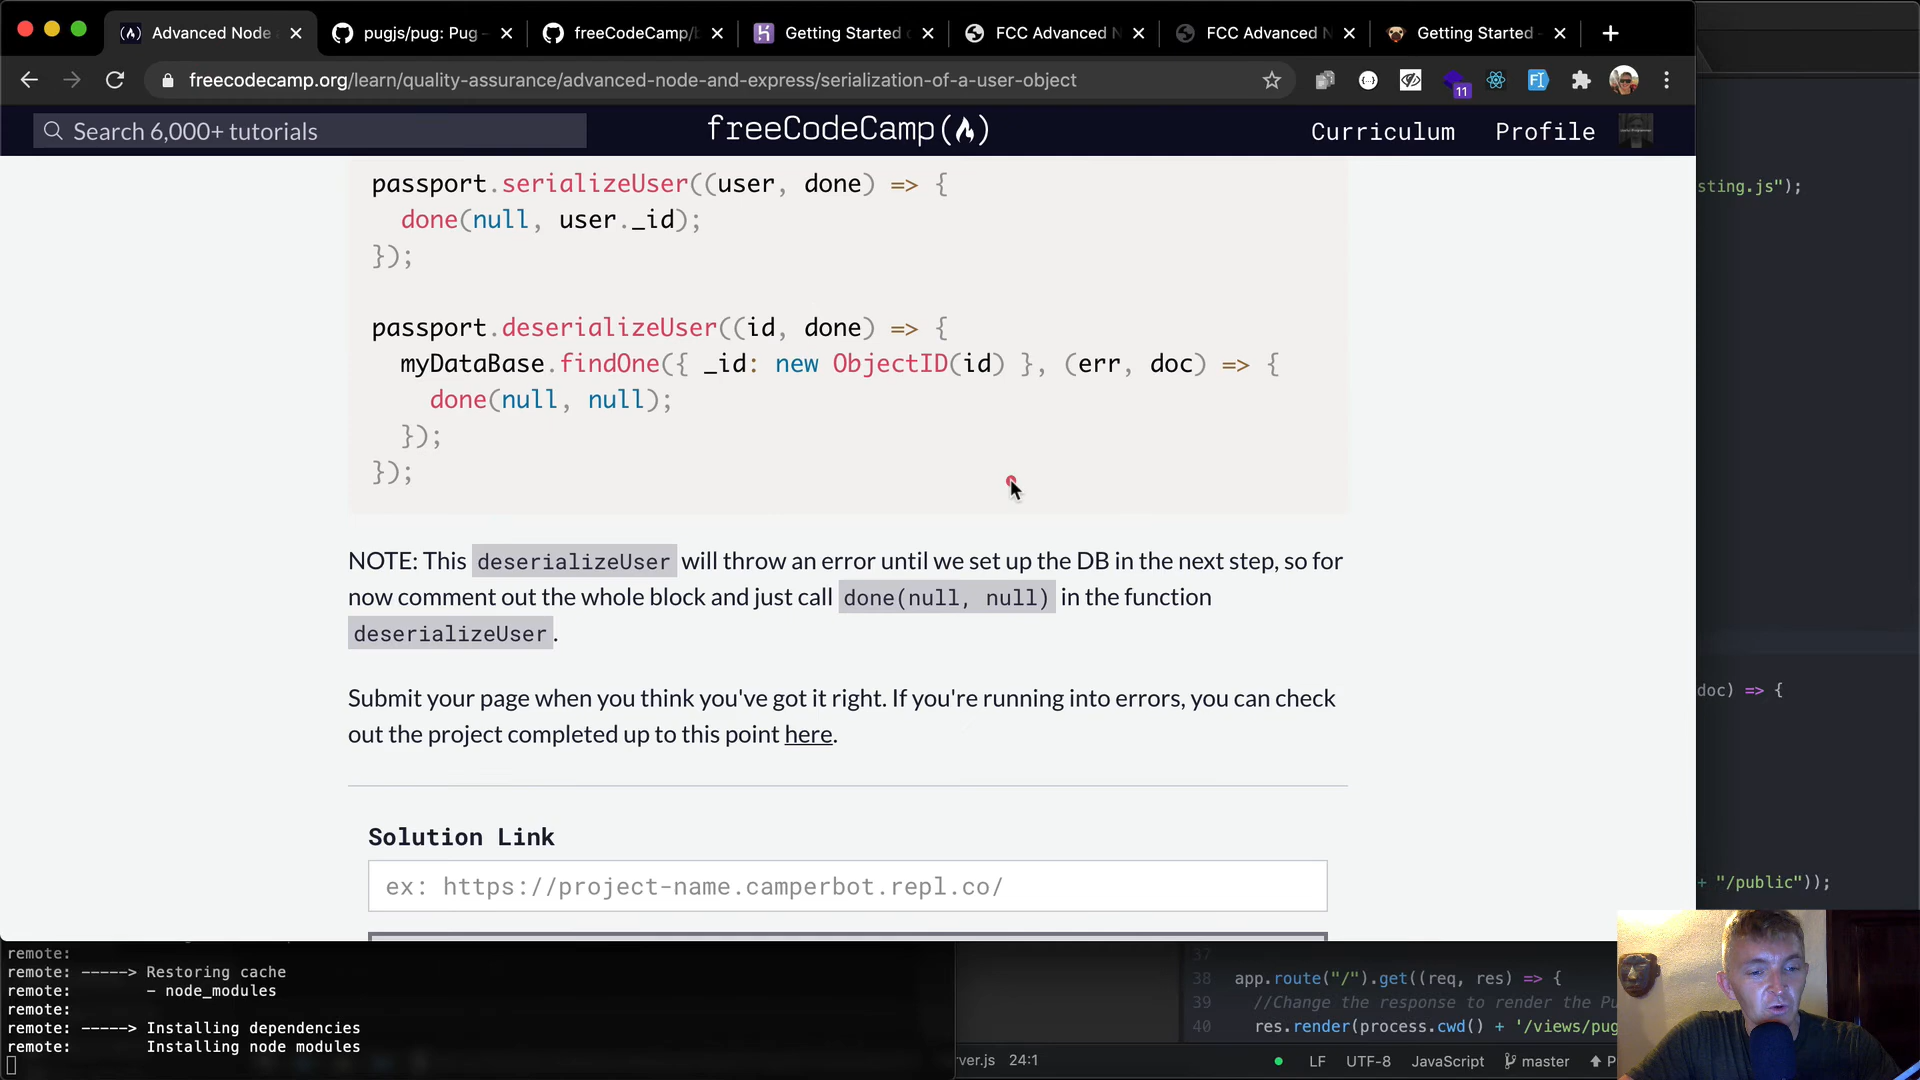 Advanced Node
pugjs/pug: Pug –
freeCodeCamp/
Getting Started
FCC Advanced N
FCC Advanced N
Getting Started –
freecodecamp.org/learn/quality-assurance/advanced-node-and-express/serialization-of-a-user-object
11
Search 6,000+ tutorials
freeCodeCamp
Curriculum
Profile
passport.serializeUser((user, done) => {
done(null, user._id);
});
passport.deserializeUser((id, done) => {
myDataBase.findOne({ _id: new ObjectID(id) }, (err, doc) => {
done(null, null);
});
});
NOTE: This deserializeUser will throw an error until we set up the DB in the next step, so for
now comment out the whole block and just call done(null, null) in the function
deserializeUser.
Submit your page when you think you've got it right. If you're running into errors, you can check
out the project completed up to this point here.
Solution Link
ex: https://project-name.camperbot.repl.co/
sting.js");
doc) => {
+ "/public"));
remote:
remote: -----> Restoring cache
remote: - node_modules
remote:
remote: -----> Installing dependencies
remote: Installing node modules
37
38 app.route("/").get((req, res) => {
39 //Change the response to render the Pu
40 res.render(process.cwd() + '/views/pug
ver.js 24:1
LF UTF-8 JavaScript master P